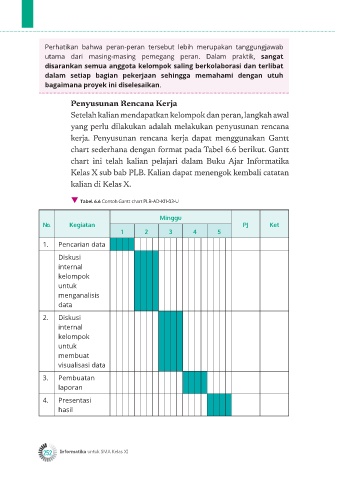 Perhatikan bahwa peran-peran tersebut lebih merupakan tanggungjawab
utama dari masing-masing pemegang peran. Dalam praktik, sangat
disarankan semua anggota kelompok saling berkolaborasi dan terlibat
dalam setiap bagian pekerjaan sehingga memahami dengan utuh
bagaimana proyek ini diselesaikan.
Penyusunan Rencana Kerja
Setelah kalian mendapatkan kelompok dan peran, langkah awal
yang perlu dilakukan adalah melakukan penyusunan rencana
kerja. Penyusunan rencana kerja dapat menggunakan Gantt
chart sederhana dengan format pada Tabel 6.6 berikut. Gantt
chart ini telah kalian pelajari dalam Buku Ajar Informatika
Kelas X sub bab PLB. Kalian dapat menengok kembali catatan
kalian di Kelas X.
Tabel 6.6 Contoh Gantt chart PLB-AD-K11-03-U
No Kegiatan Minggu PJ Ket
1 2 3 4 5
1. Pencarian data
Diskusi
internal
kelompok
untuk
menganalisis
data
2. Diskusi
internal
kelompok
untuk
membuat
visualisasi data
3. Pembuatan
laporan
4. Presentasi
hasil
252 Informatika untuk SMA Kelas XI